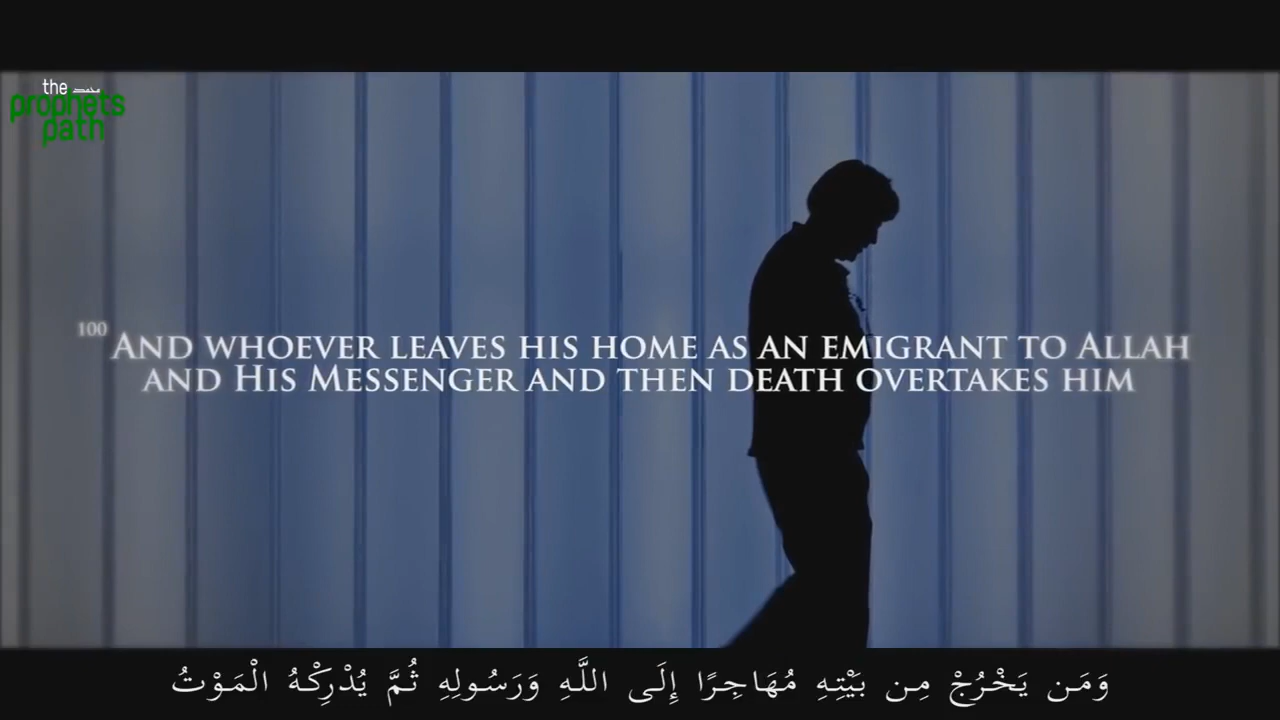 the محمد
prophets
path
100 AND WHOEVER LEAVES HIS HOME AS AN EMIGRANT TO ALLAH
AND HIS MESSENGER AND THEN DEATH OVERTAKES HIM
وَمَن يَخْرُجْ مِن بَيْتِهِ مُهَاجِرًا إِلَى اللَّهِ وَرَسُولِهِ ثُمَّ يُدْرِكْهُ الْمَوْتُ